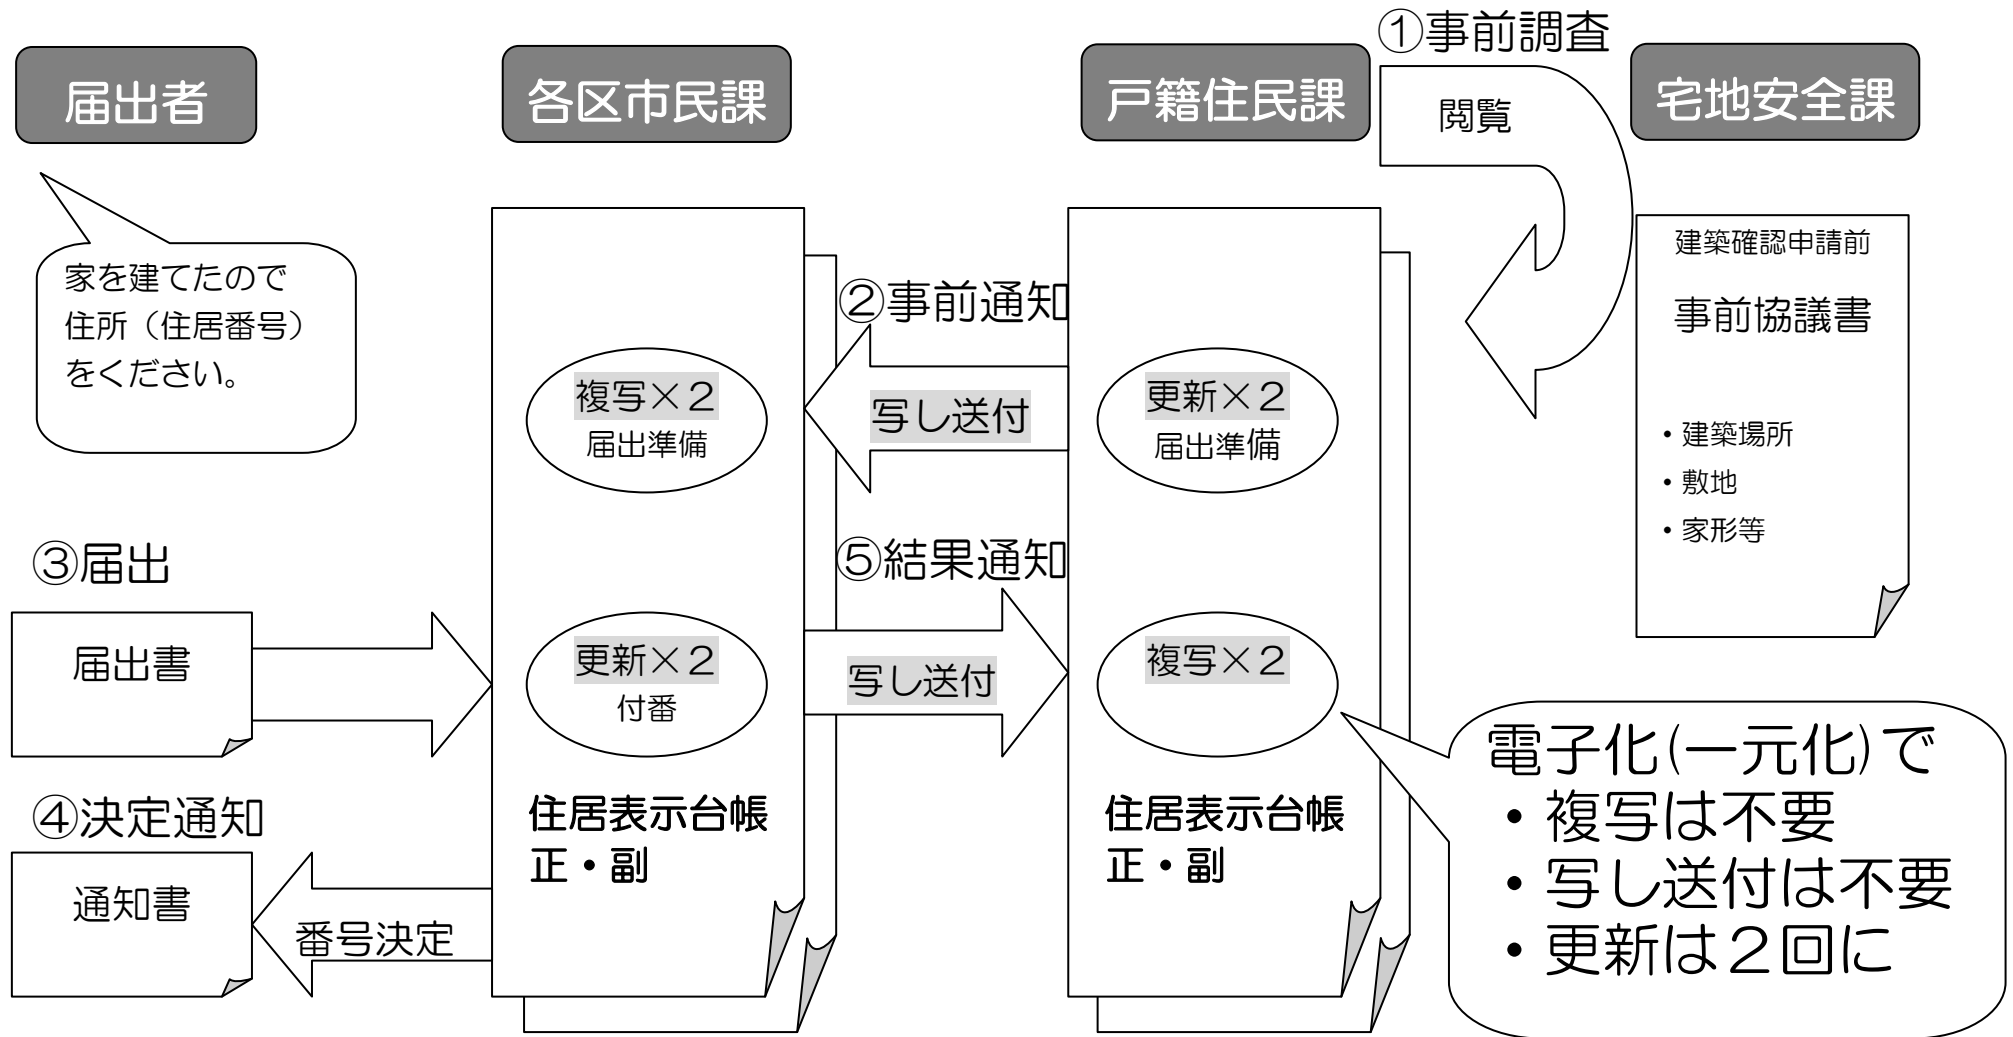 届出者
各区市民課
戸籍住民課
①事前調査
閲覧
宅地安全課
家を建てたので
住所（住居番号）
をください。
建築確認申請前
事前協議書
・建築場所
・敷地
・家形等
②事前通知
写し送付
複写×２
届出準備
更新×２
届出準備
③届出
届出書
⑤結果通知
写し送付
更新×２
付番
複写×２
④決定通知
通知書
番号決定
住居表示台帳
正・副
住居表示台帳
正・副
電子化(一元化)で
・複写は不要
・写し送付は不要
・更新は２回に